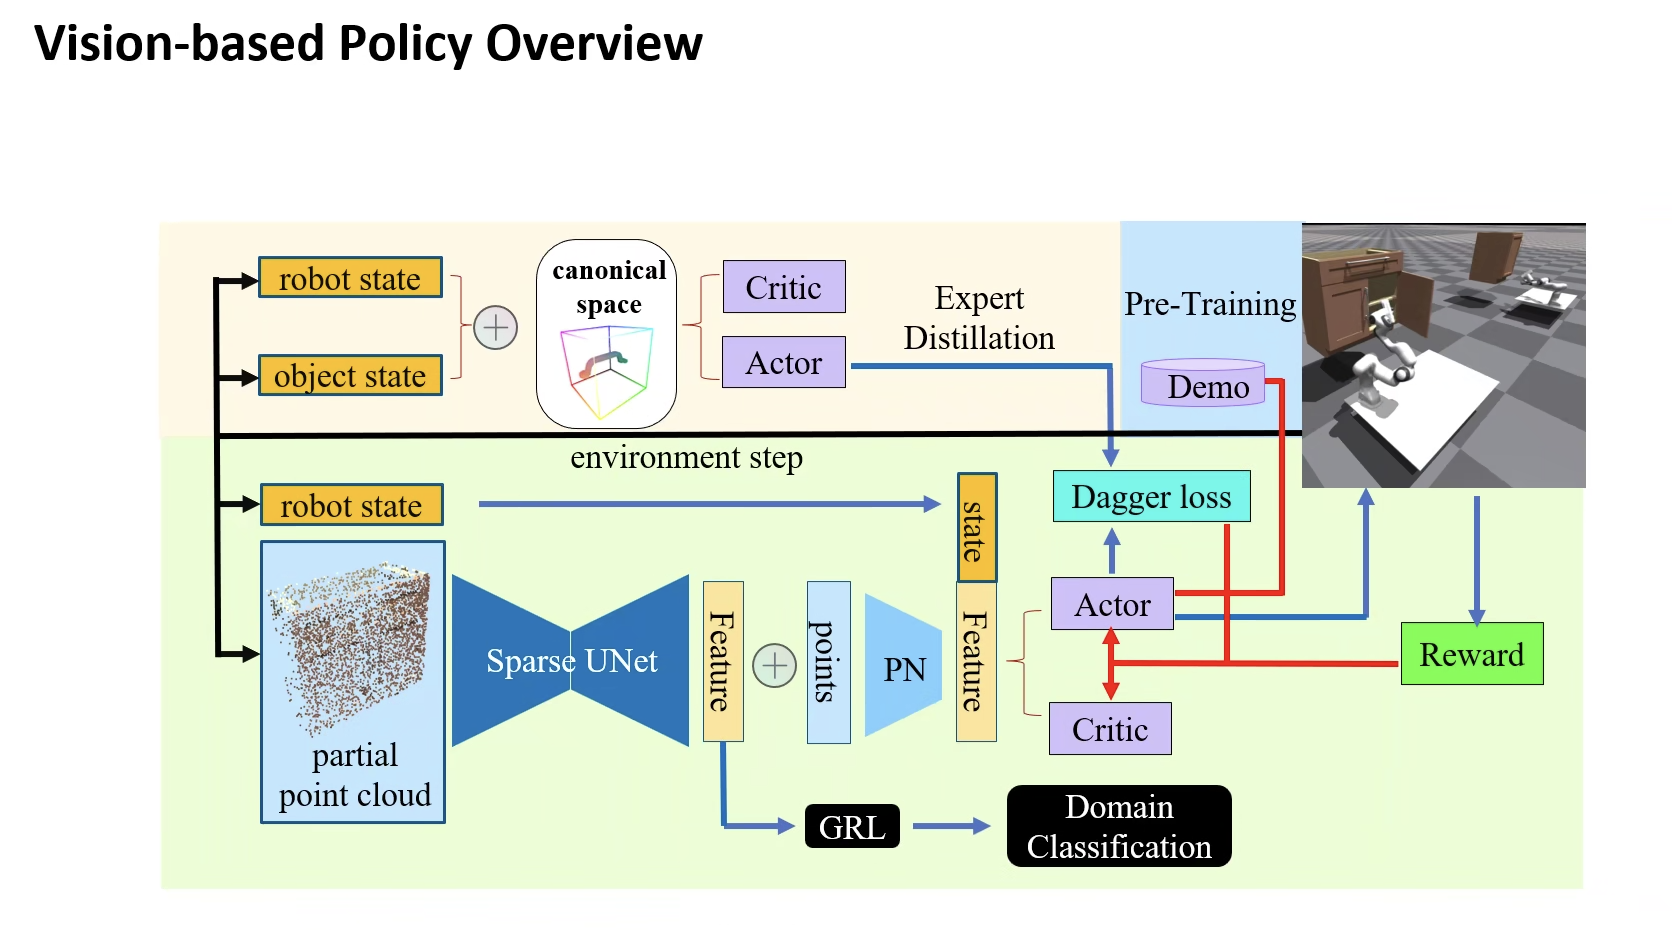 Vision-based Policy Overview
robot state
object state
canonical
space
Critic
Actor
Expert
Distillation
Pre-Training
Demo
environment step
robot state
partial
point cloud
Sparse UNet
Feature
points
PN
state
Feature
Dagger loss
Actor
Critic
Reward
GRL
Domain
Classification